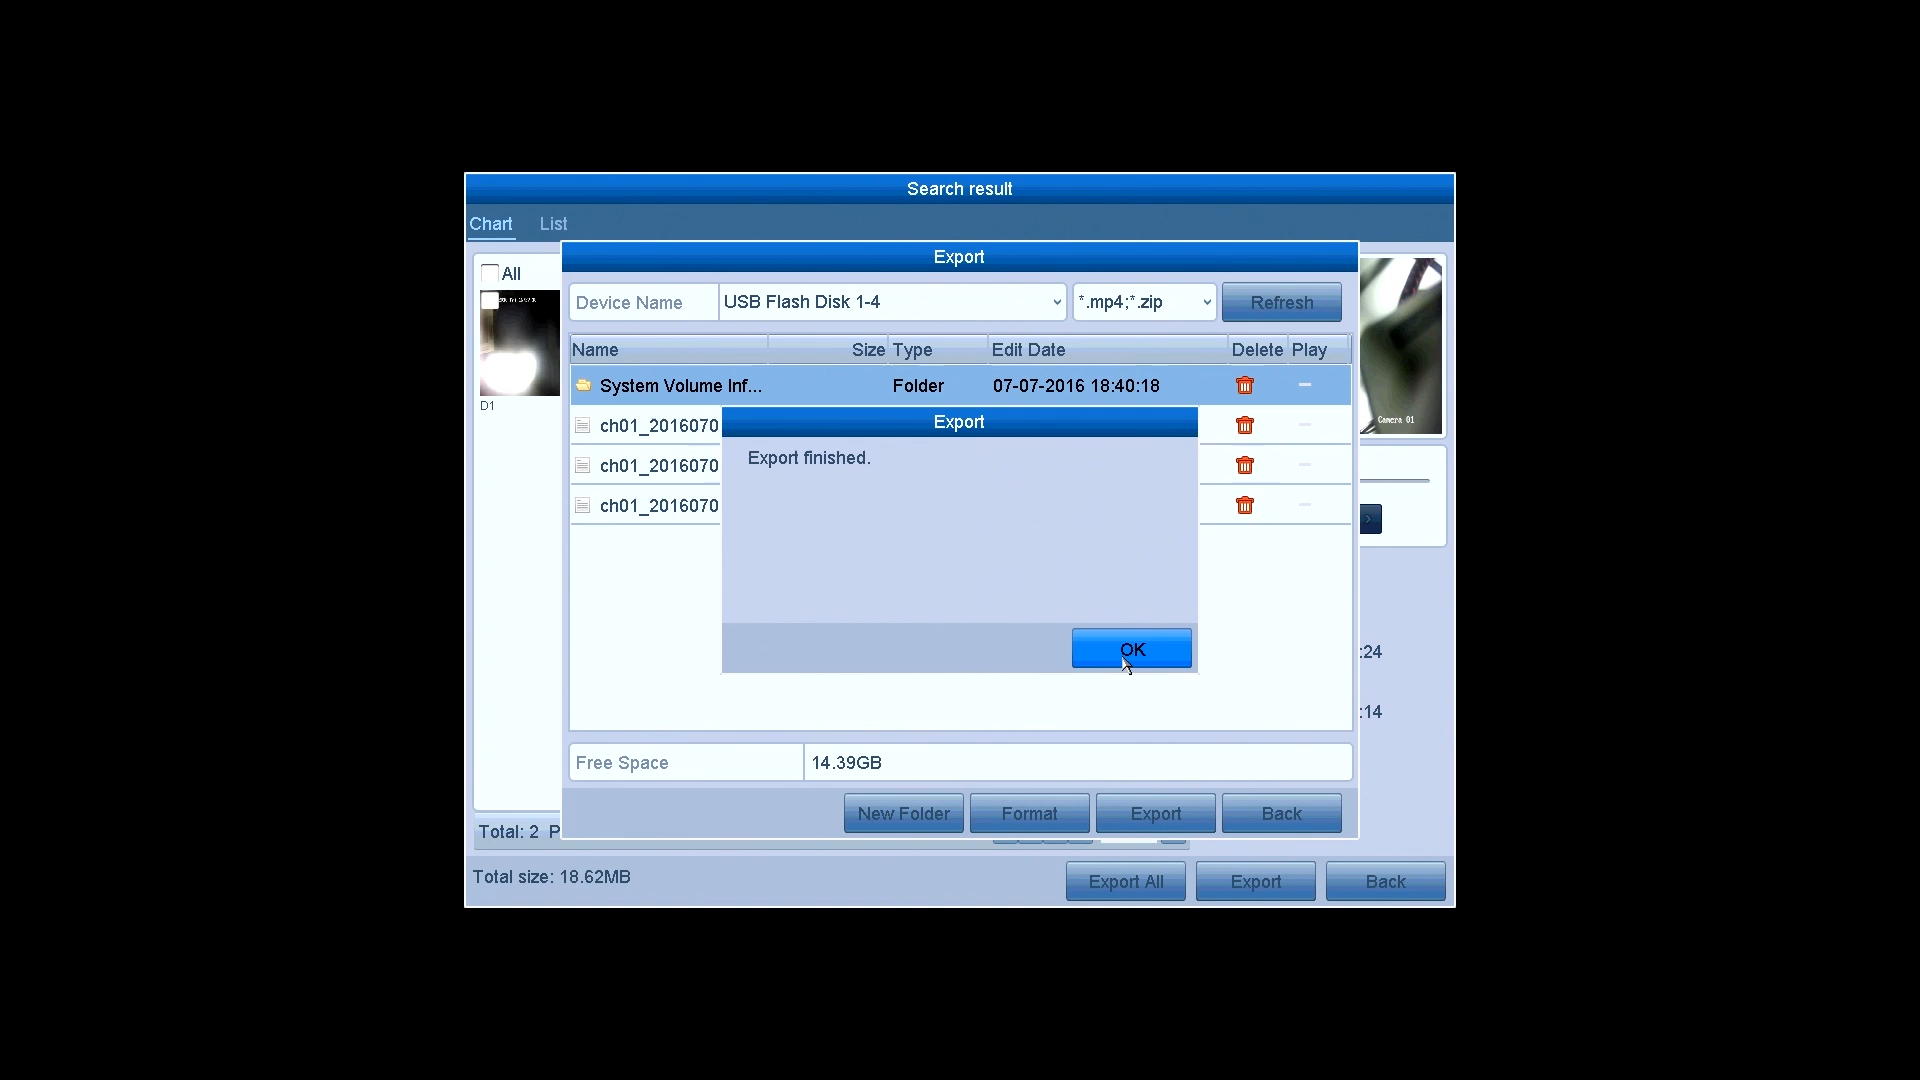 Search result
Chart List
Export
All
Device Name USB Flash Disk 1-4 *.mp4;*.zip Refresh
Name Size Type Edit Date Delete Play
System Volume Inf... Folder 07-07-2016 18:40:18
D1
Export
ch01_2016070
Camera 01
Export finished.
ch01_2016070
ch01_2016070
OK
:24
:14
Free Space 14.39GB
New Folder Format Export Back
Total: 2 P
Total size: 18.62MB
Export All Export Back